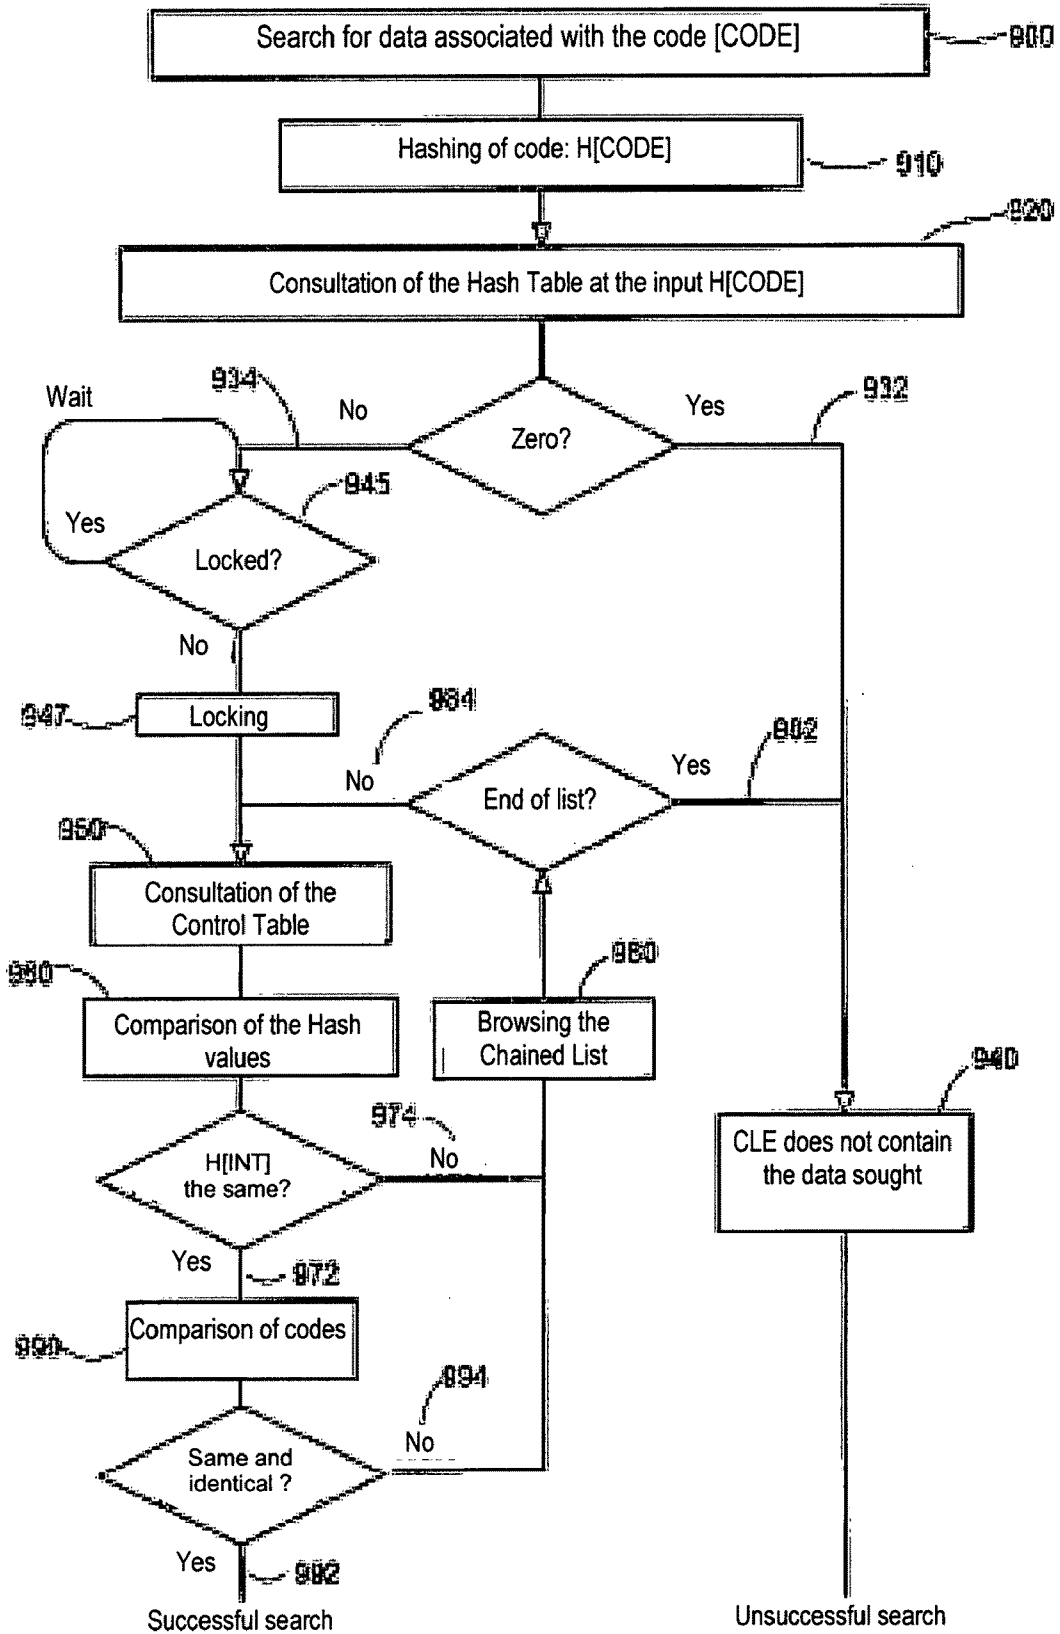 Search for data associated with the code [CODE]
900
Hashing of code: H[CODE]
910
920
Consultation of the Hash Table at the input H[CODE]
934
932
Wait
No
Yes
Zero?
945
Yes
Locked?
No
984
947
Locking
982
No
Yes
End of list?
950
Consultation of the
Control Table
980
Comparison of the Hash
values
Browsing the
Chained List
940
974
No
CLE does not contain
the data sought
H[INT]
the same?
Yes
972
Comparison of codes
990
994
No
Same and
identical ?
Yes
992
Successful search
Unsuccessful search